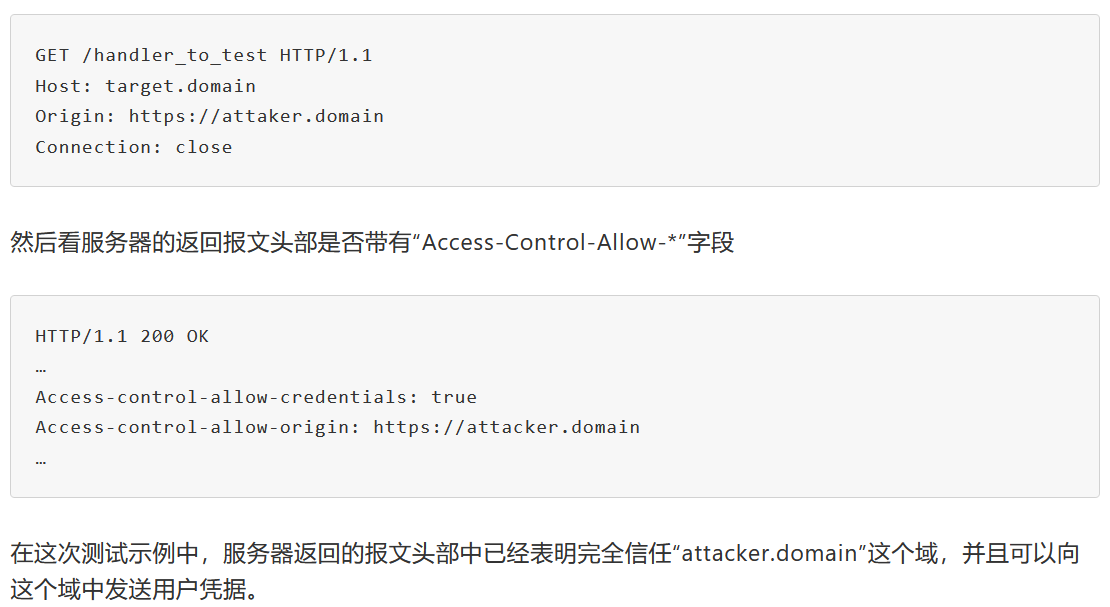 GET /handler_to_test HTTP/1.1
Host: target.domain
Origin: https://attaker.domain
Connection: close
然后看服务器的返回报文头部是否带有“Access-Control-Allow-*”字段
HTTP/1.1 200 OK
…
Access-control-allow-credentials: true
Access-control-allow-origin: https://attacker.domain
…
在这次测试示例中，服务器返回的报文头部中已经表明完全信任“attacker.domain”这个域，并且可以向
这个域中发送用户凭据。